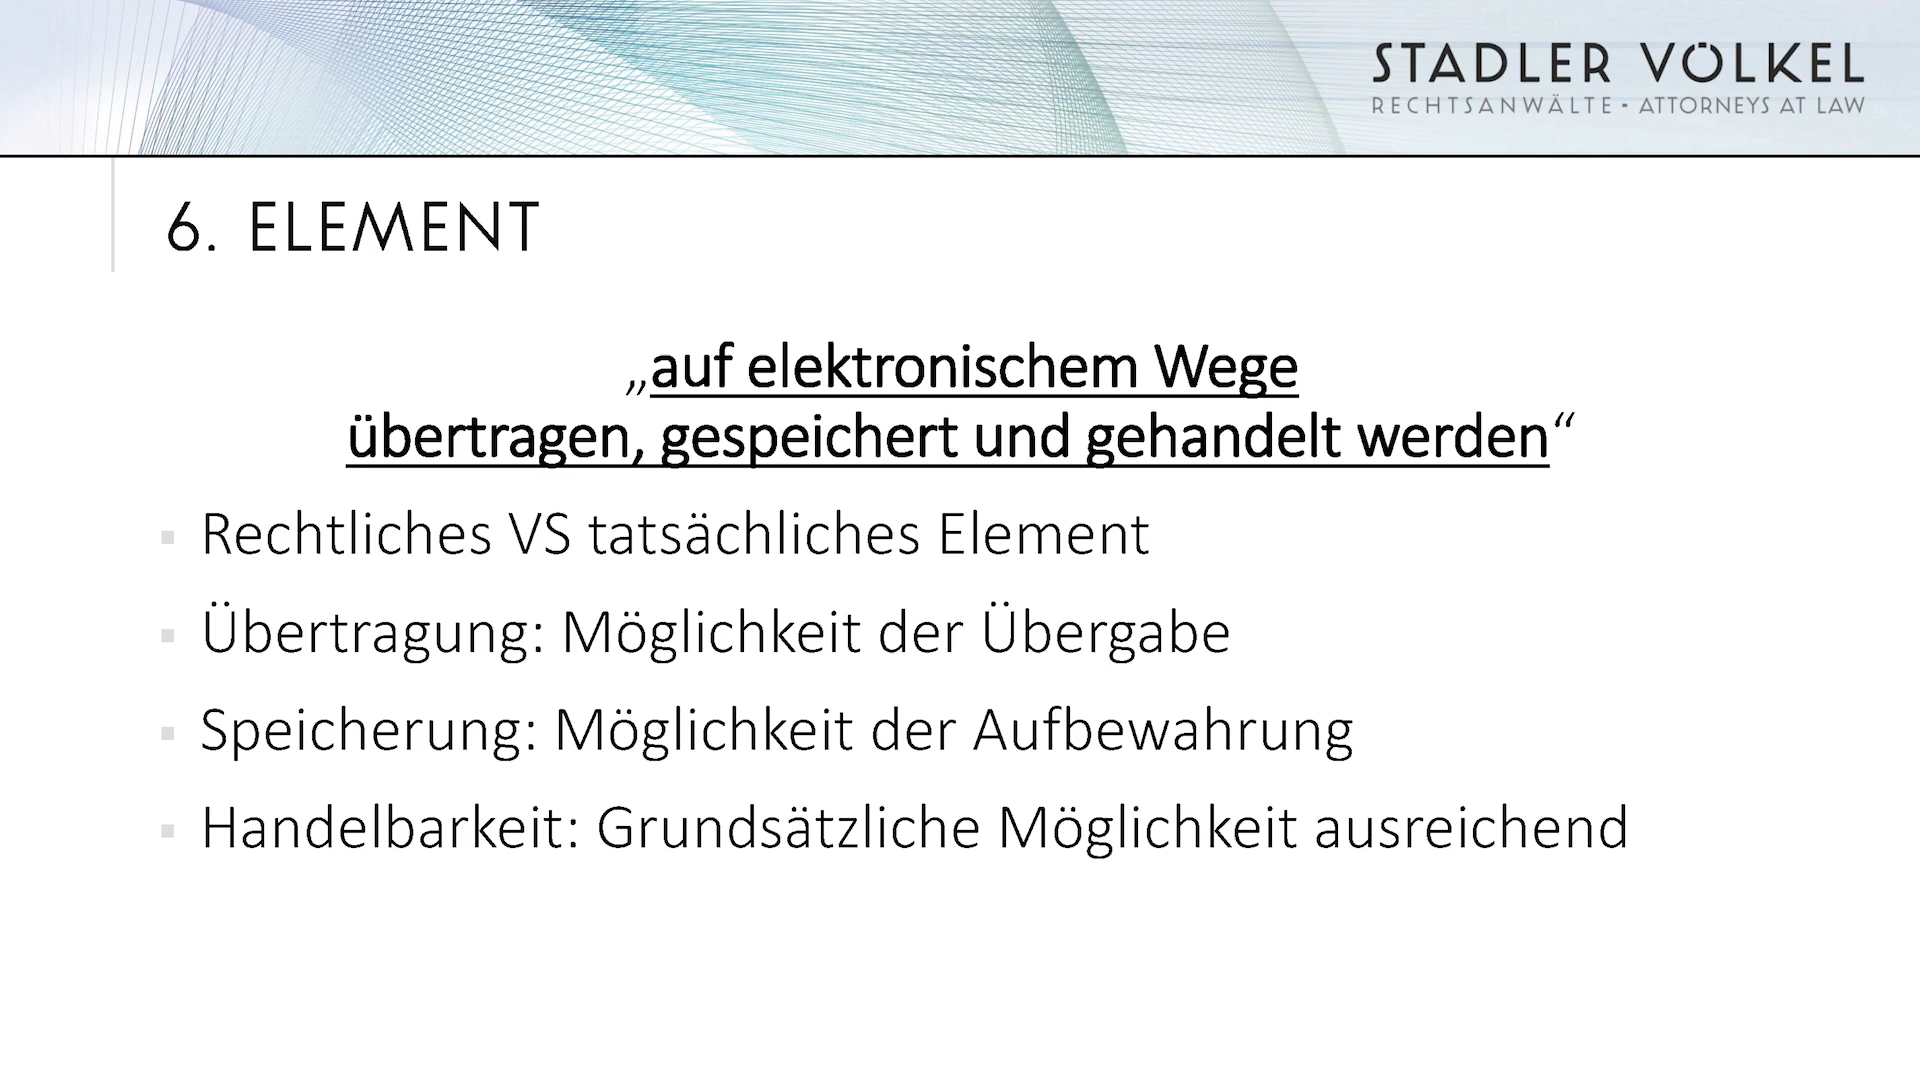 STADLER VÖLKEL
RECHTSANWÄLTE - ATTORNEYS AT LAW
6. ELEMENT
„auf elektronischem Wege
übertragen, gespeichert und gehandelt werden“
▪ Rechtliches VS tatsächliches Element
▪ Übertragung: Möglichkeit der Übergabe
▪ Speicherung: Möglichkeit der Aufbewahrung
▪ Handelbarkeit: Grundsätzliche Möglichkeit ausreichend